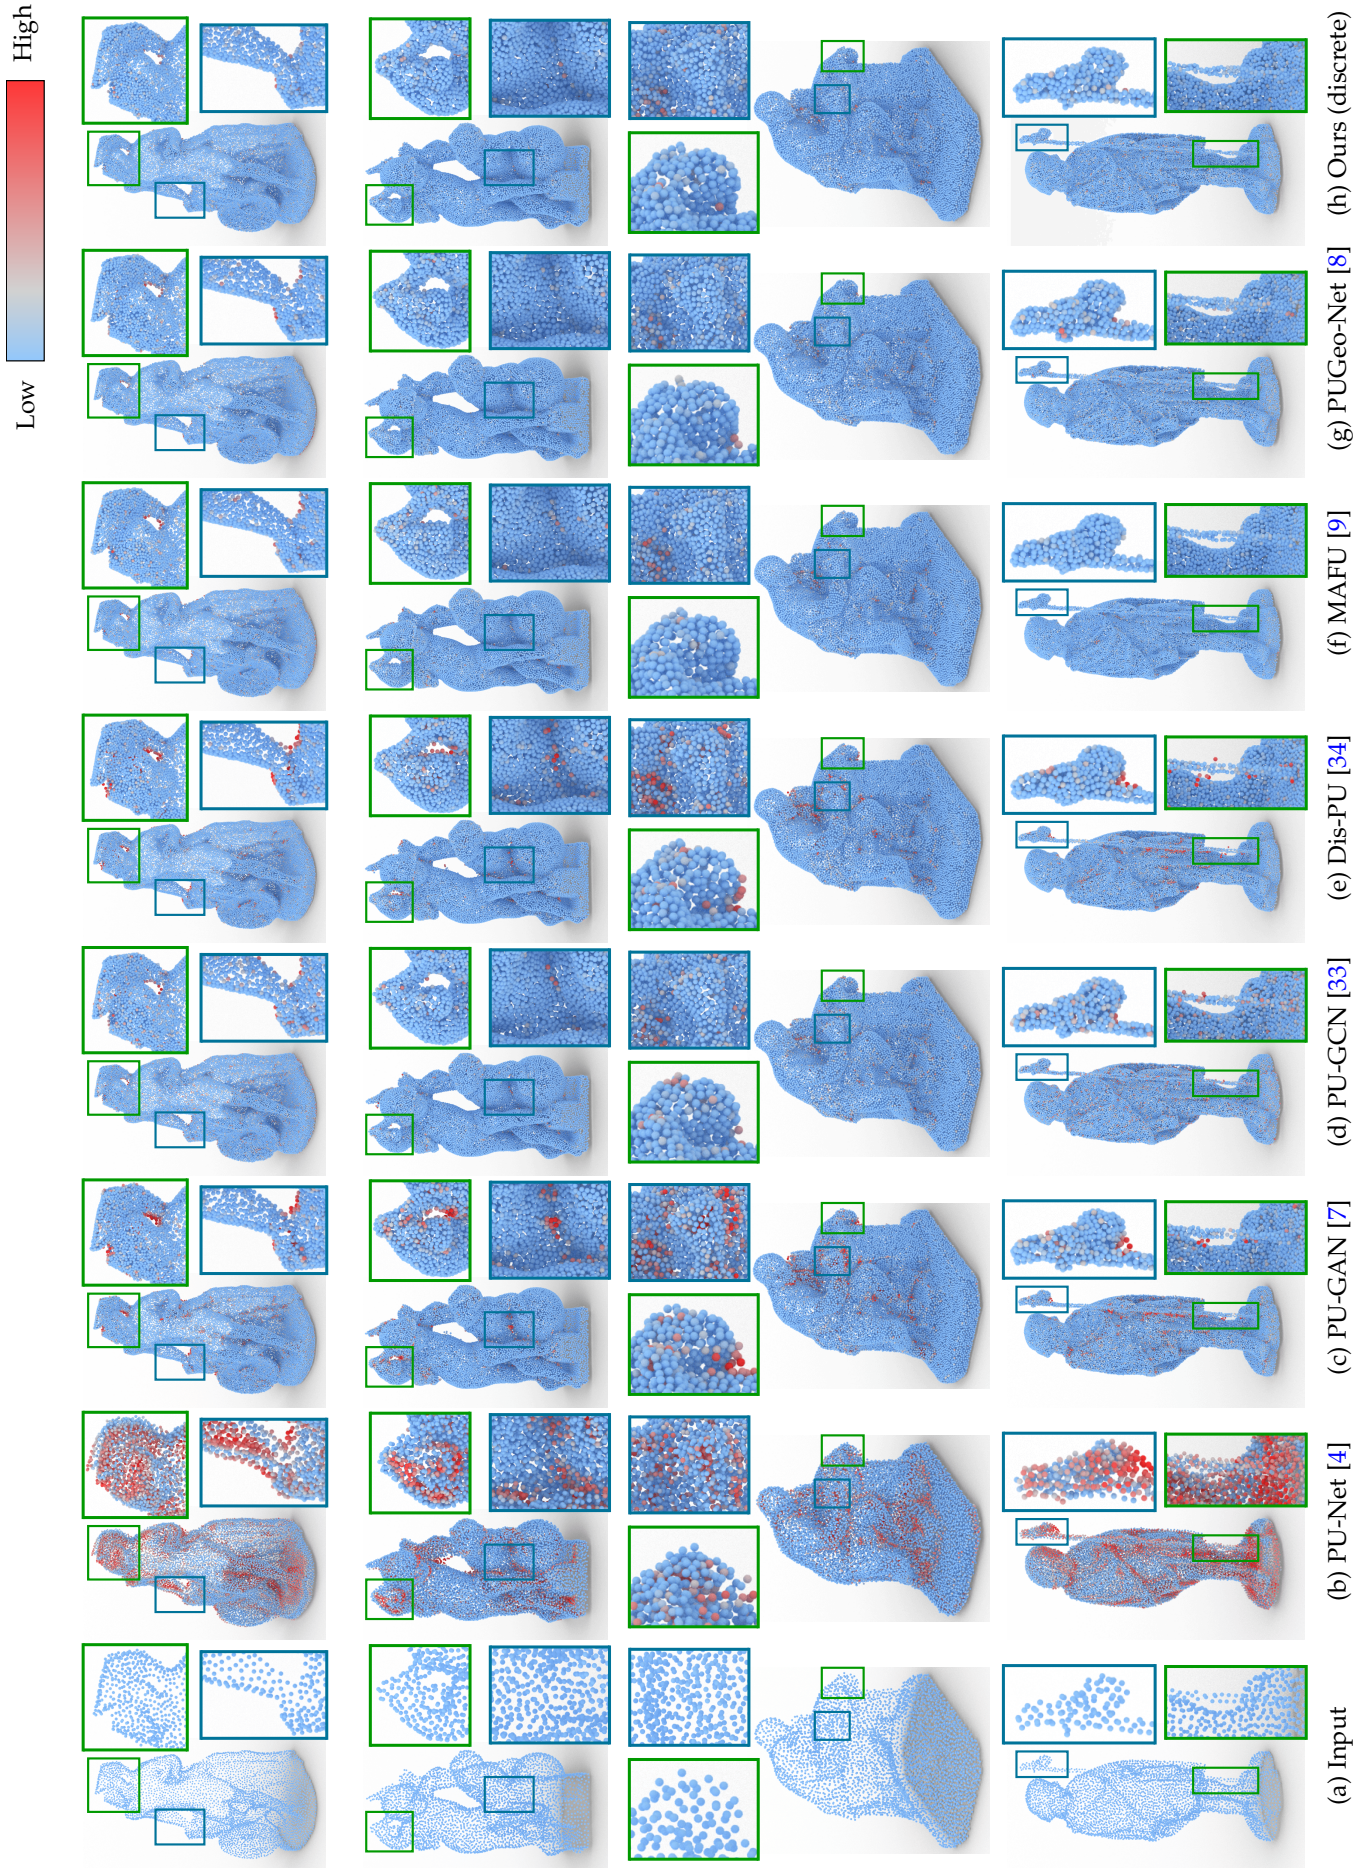 Low High
(a) Input
(b) PU-Net [4]
(c) PU-GAN [7]
(d) PU-GCN [33]
(e) Dis-PU [34]
(f) MAFU [9]
(g) PUGeo-Net [8]
(h) Ours (discrete)